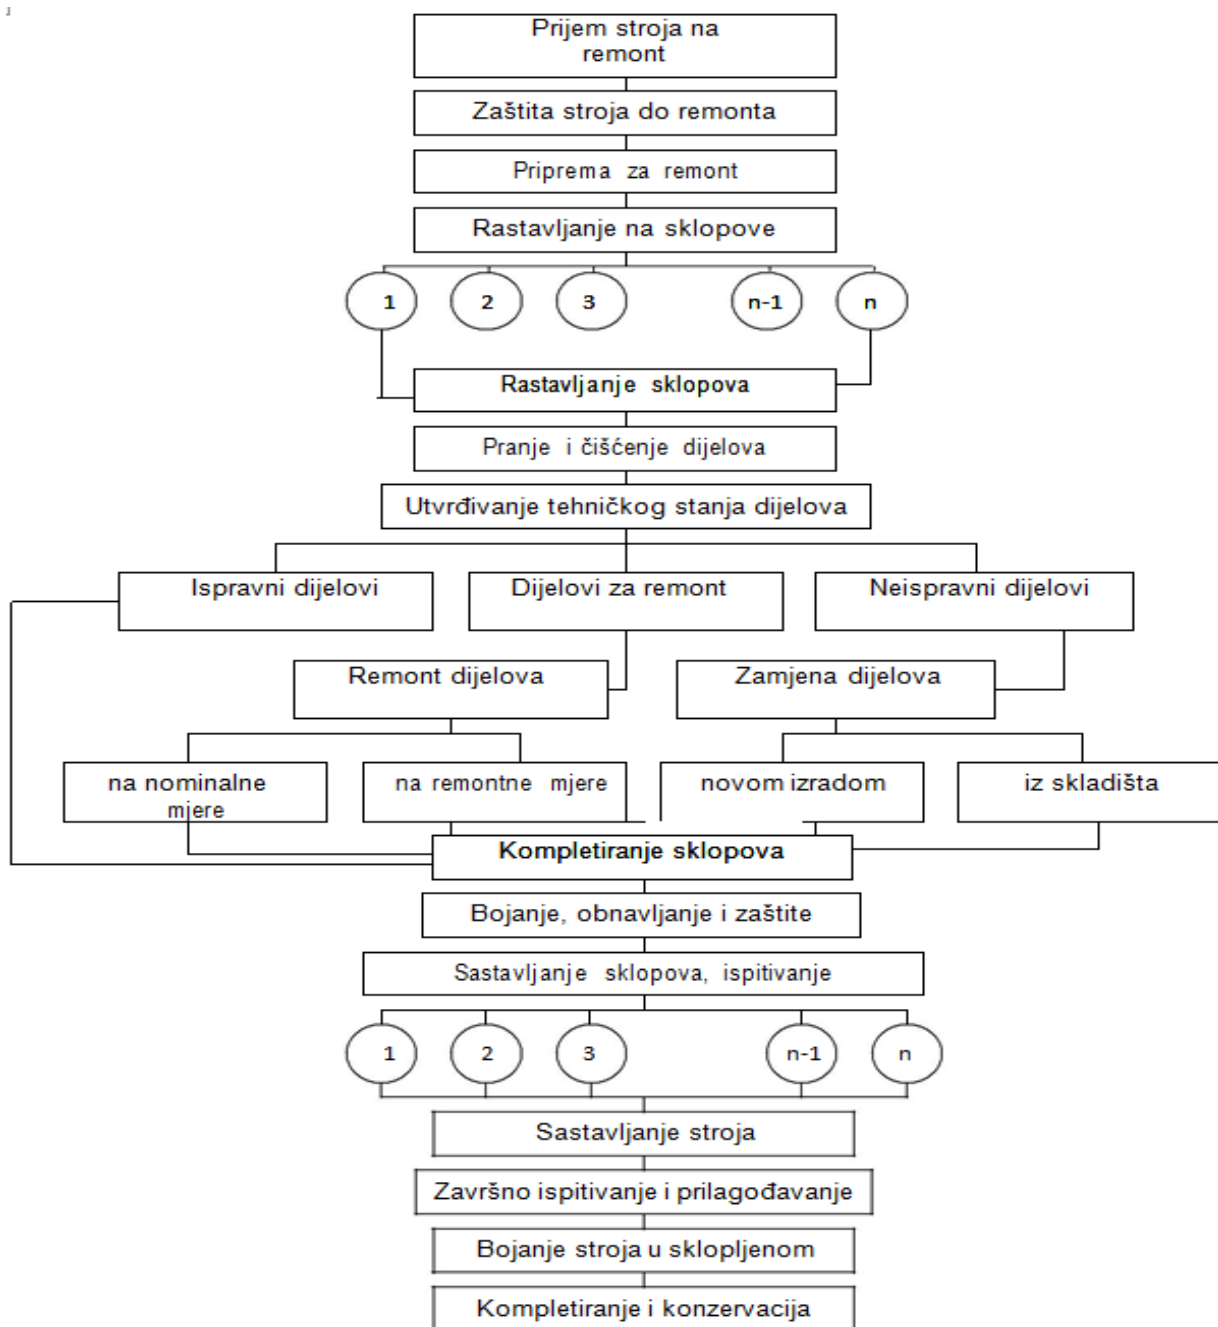 Prijem stroja na
remont
Zaštita stroja do remonta
Priprema za remont
Rastavljanje na sklopove
1 2 3 n-1 n
Rastavljanje sklopova
Pranje i čišćenje dijelova
Utvrđivanje tehničkog stanja dijelova
Ispravni dijelovi Dijelovi za remont Neispravni dijelovi
Remont dijelova Zamjena dijelova
na nominalne na remontne mjere novom izradom iz skladišta
mjere
Kompletiranje sklopova
Bojanje, obnavljanje i zaštite
Sastavljanje sklopova, ispitivanje
1 2 3 n-1 n
Sastavljanje stroja
Završno ispitivanje i prilagođavanje
Bojanje stroja u sklopljenom
Kompletiranje i konzervacija